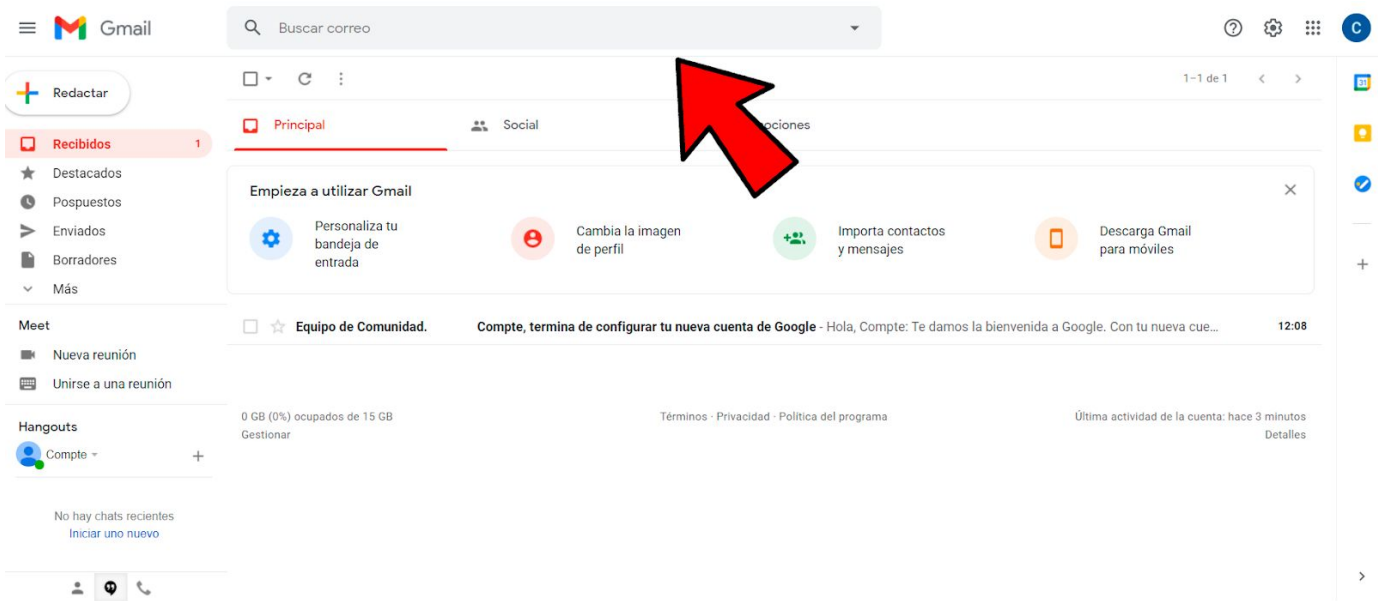 Gmail
Buscar correo
C
Redactar
1–1 de 1
31
Principal
Social
ociones
Recibidos 1
Destacados
Pospuestos
Enviados
Borradores
Más
Empieza a utilizar Gmail
Personaliza tu
bandeja de
entrada
Cambia la imagen
de perfil
Importa contactos
y mensajes
Descarga Gmail
para móviles
Equipo de Comunidad. Compte, termina de configurar tu nueva cuenta de Google - Hola, Compte: Te damos la bienvenida a Google. Con tu nueva cue... 12:08
Meet
Nueva reunión
Unirse a una reunión
0 GB (0%) ocupados de 15 GB
Gestionar
Términos · Privacidad · Política del programa
Última actividad de la cuenta: hace 3 minutos
Detalles
Hangouts
Compte
No hay chats recientes
Iniciar uno nuevo